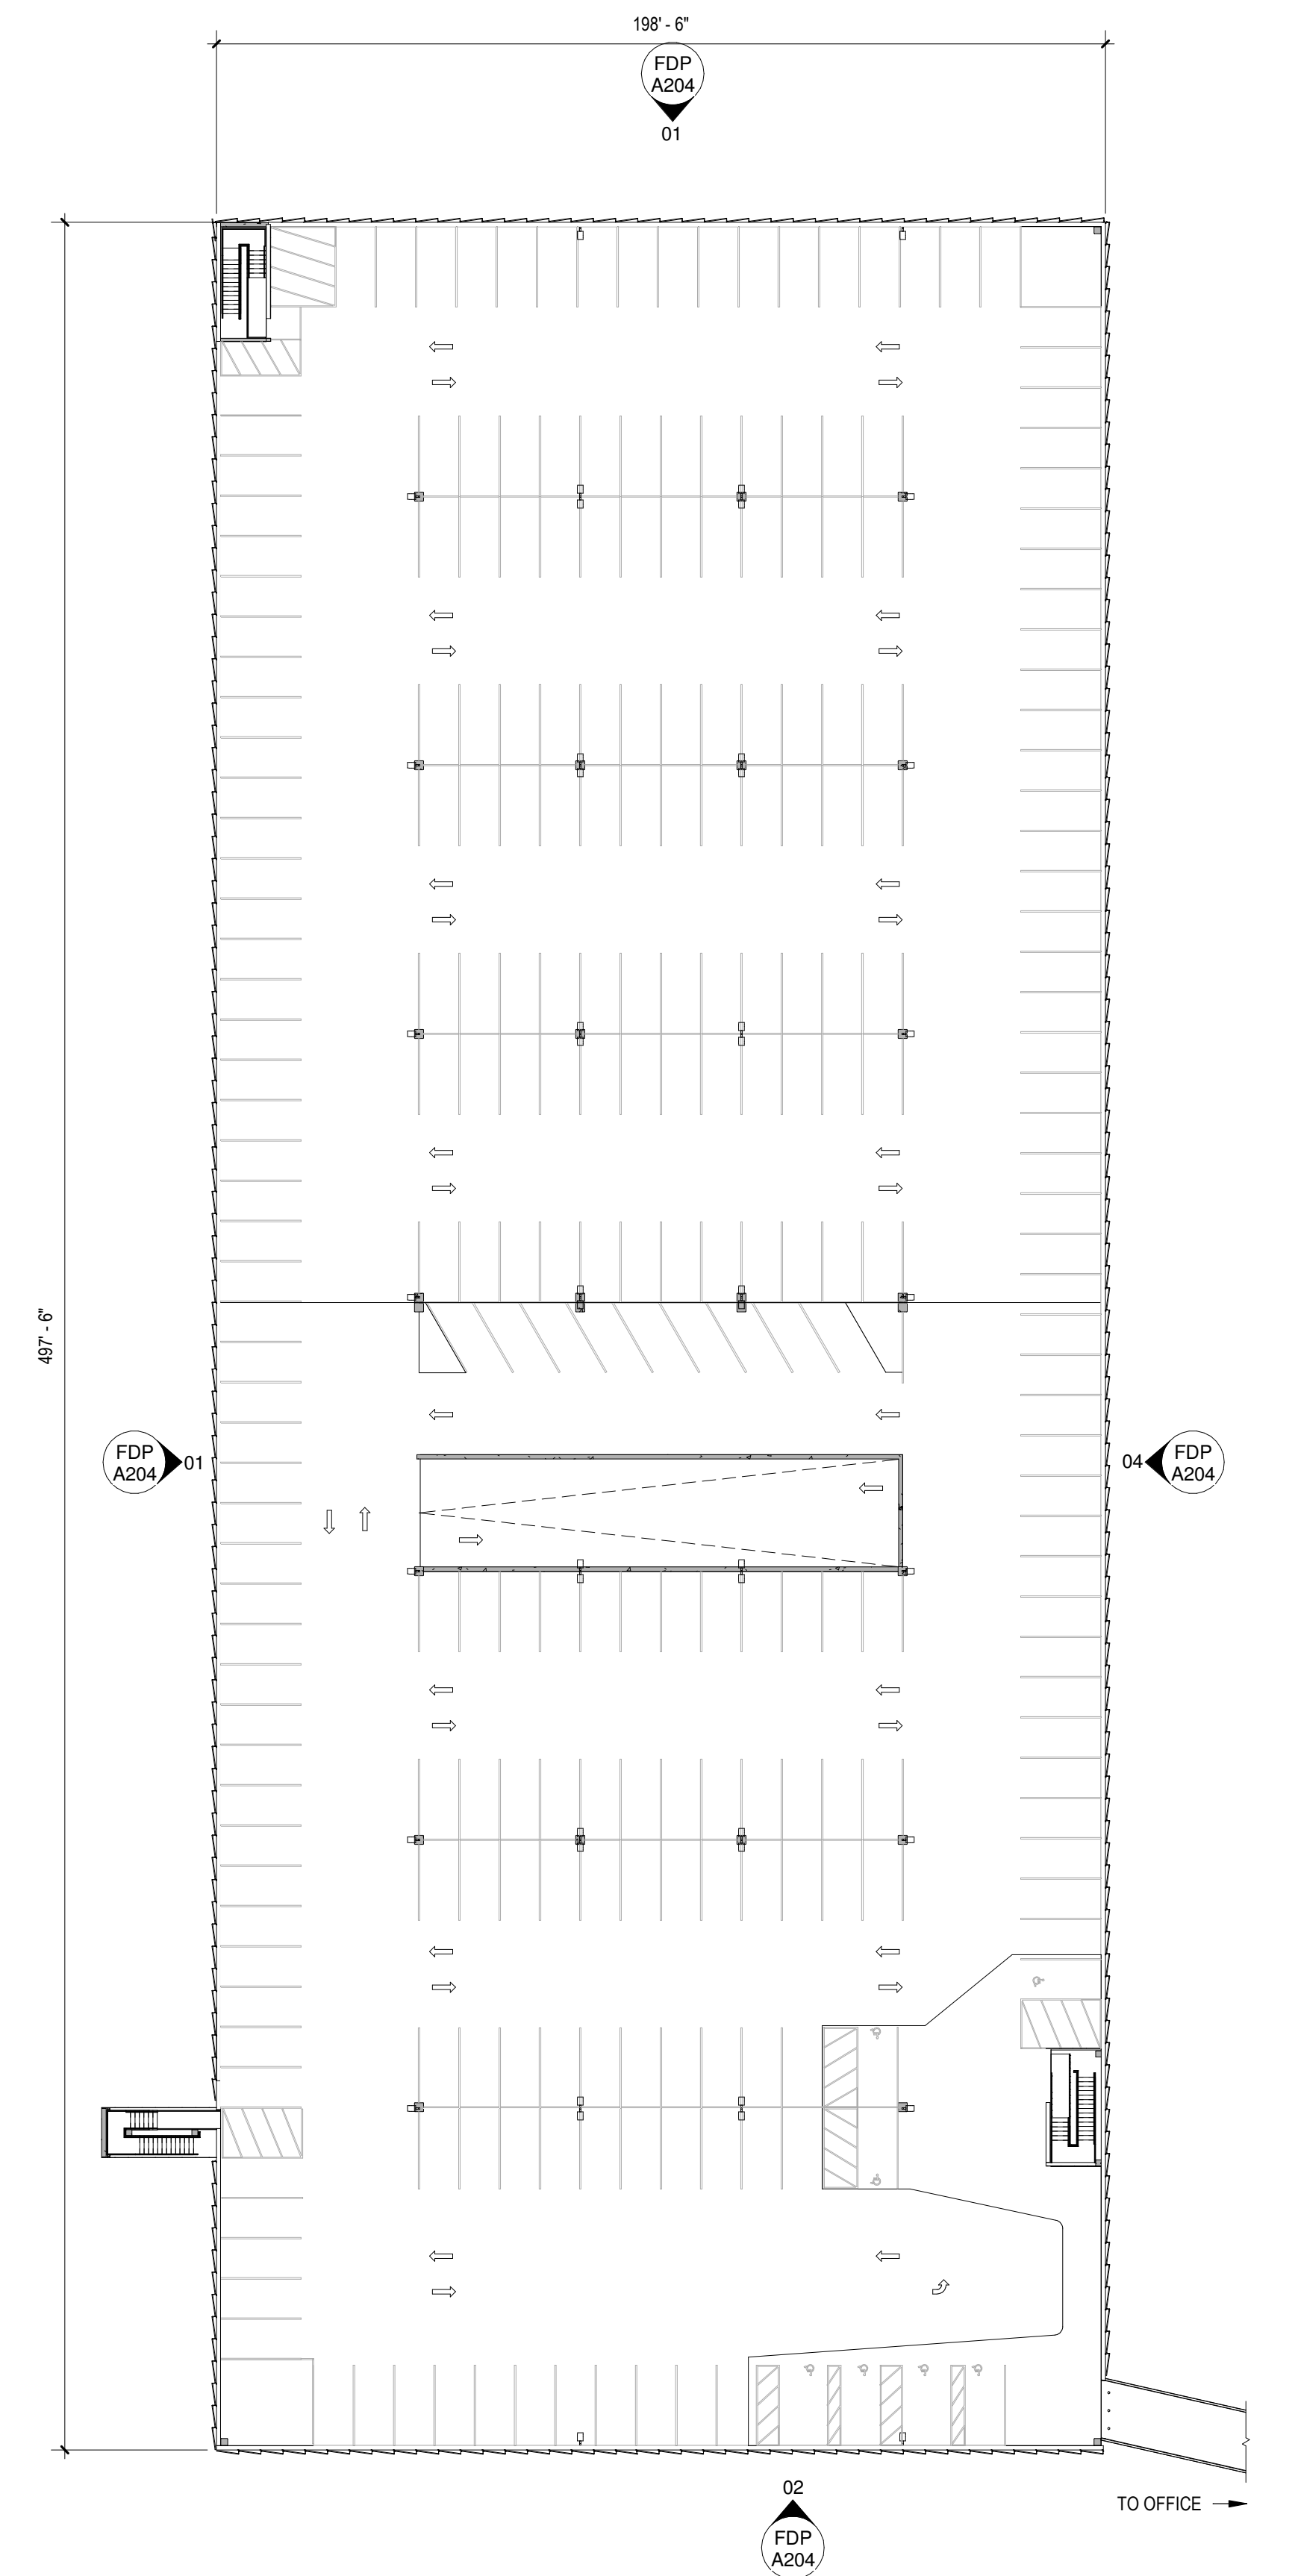 198' - 6"
FDP
A204
01
497' - 6"
FDP
A204
01
04
FDP
A204
02
TO OFFICE
FDP
A204